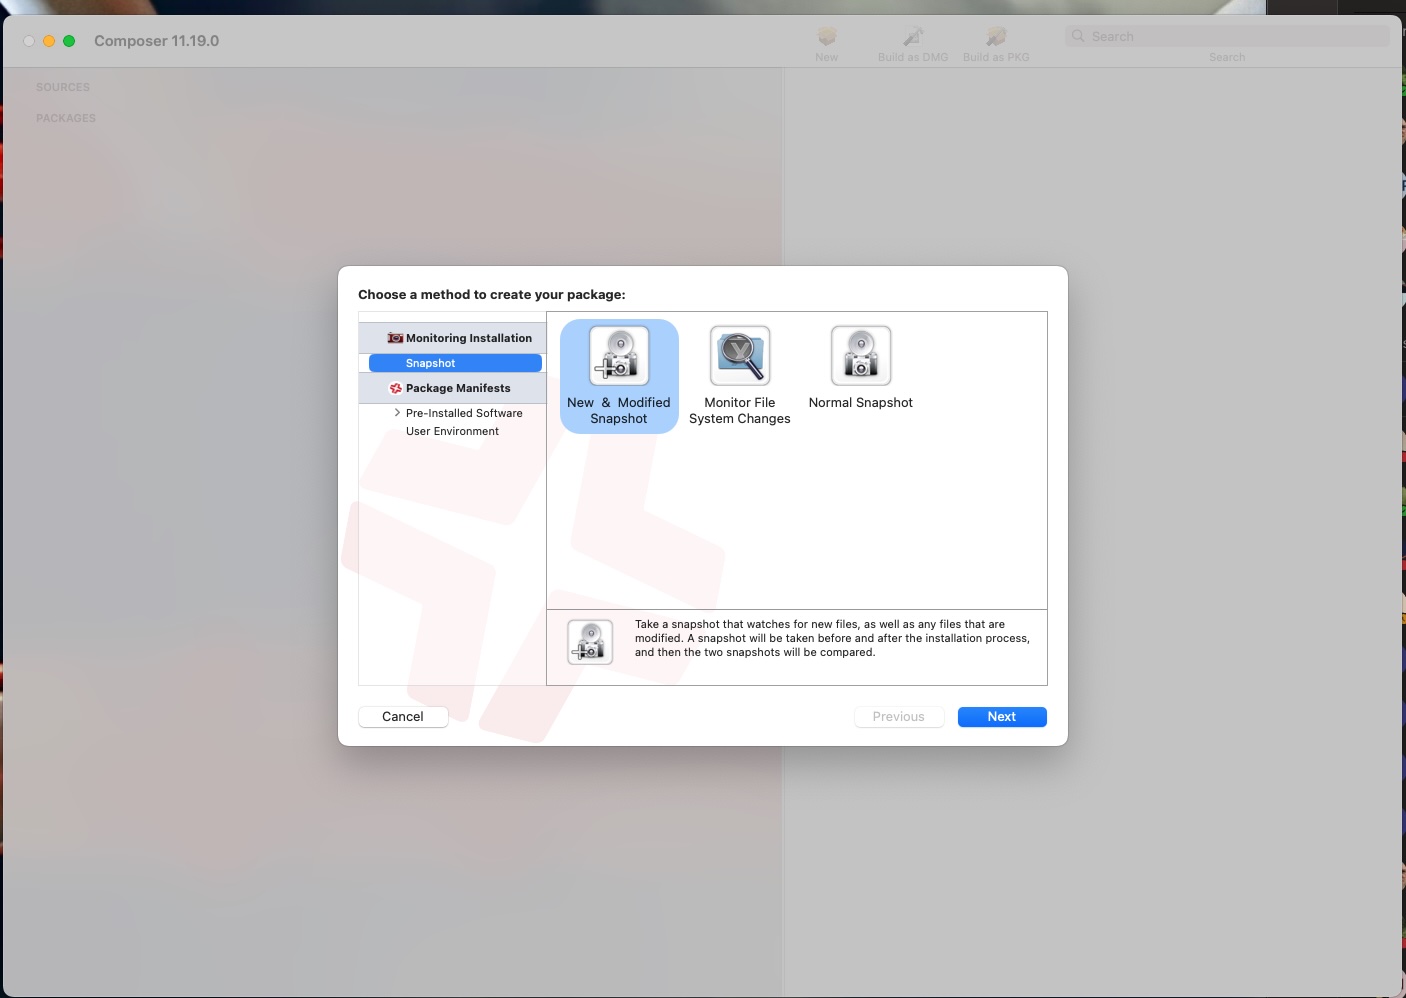 Composer 11.19.0
New
Build as DMG
Build as PKG
Search
Search
SOURCES
PACKAGES
Choose a method to create your package:
Monitoring Installation
Snapshot
Package Manifests
Pre-Installed Software
User Environment
New & Modified
Snapshot
Monitor File
System Changes
Normal Snapshot
Take a snapshot that watches for new files, as well as any files that are
modified. A snapshot will be taken before and after the installation process,
and then the two snapshots will be compared.
Cancel
Previous
Next